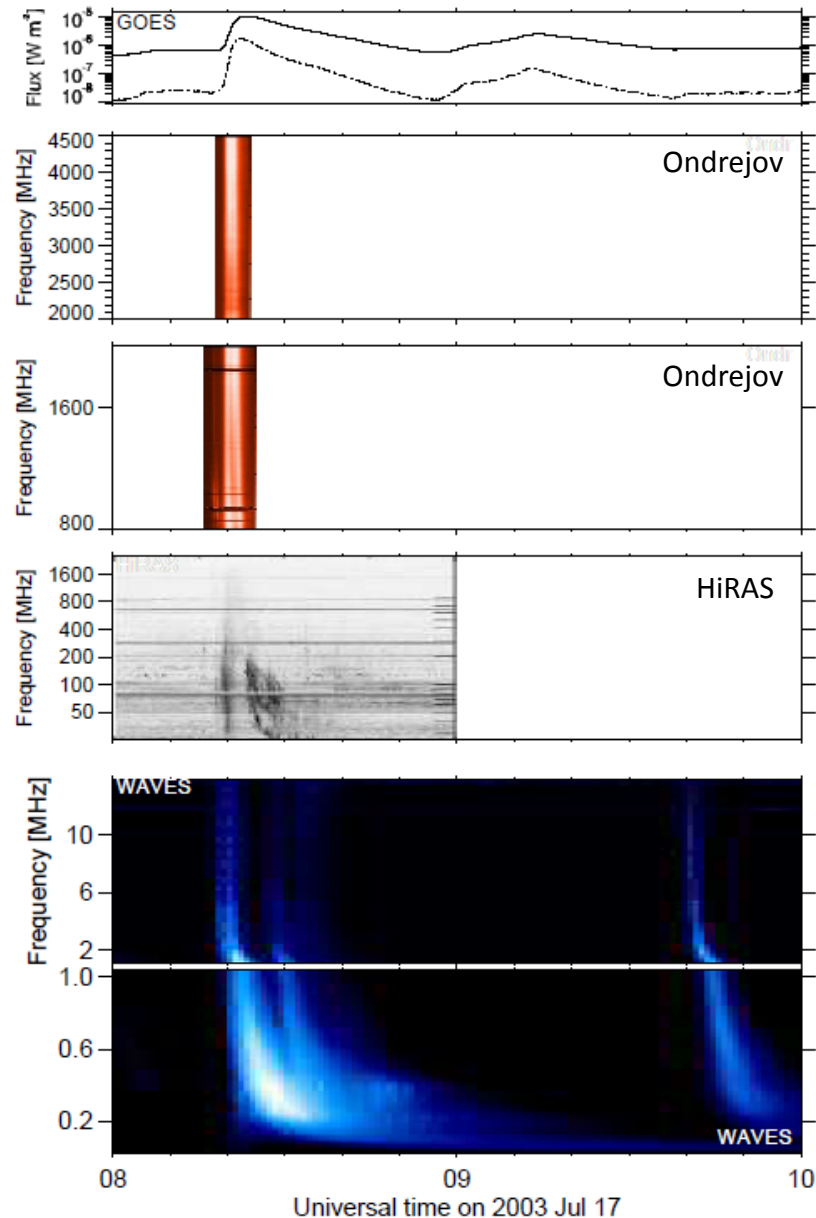 GOES
Flux [W m²]
10⁻⁵
10⁻⁶
10⁻⁷
10⁻⁸
Ondrejov
Frequency [MHz]
4500
4000
3500
3000
2500
2000
Ondrejov
Frequency [MHz]
1600
800
HiRAS
HiRAS
Frequency [MHz]
1600
800
400
200
100
50
WAVES
Frequency [MHz]
10
6
2
1.0
0.6
0.2
WAVES
08 09 10
Universal time on 2003 Jul 17